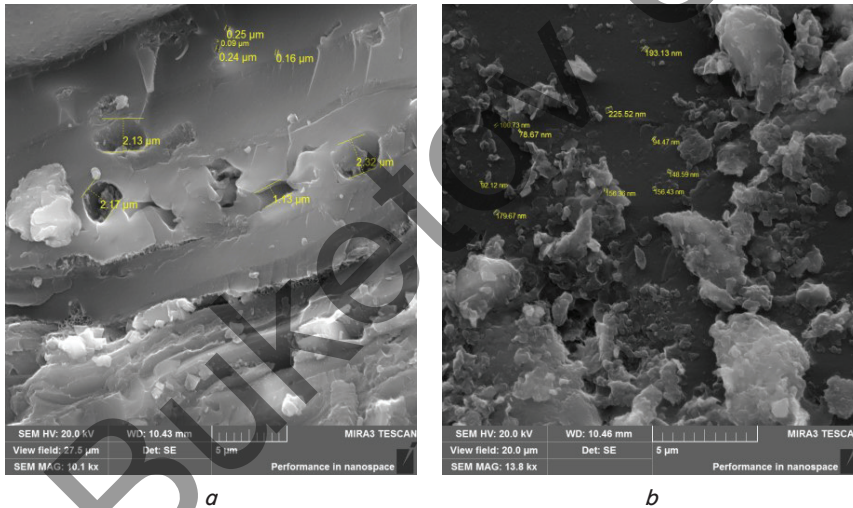 0.25 µm
0.09 µm
0.24 µm
0.16 µm
2.13 µm
2.32 µm
2.17 µm
1.13 µm
SEM HV: 20.0 kV WD: 10.43 mm MIRA3 TESCAN
View field: 27.5 µm Det: SE 5 µm
SEM MAG: 10.1 kx Performance in nanospace
a
193.13 nm
225.52 nm
100.73 nm
78.67 nm
94.47 nm
148.59 nm
92.12 nm
156.36 nm
156.43 nm
179.67 nm
SEM HV: 20.0 kV WD: 10.46 mm MIRA3 TESCA
View field: 20.0 µm Det: SE 5 µm
SEM MAG: 13.8 kx Performance in nanospace
b
Buketov